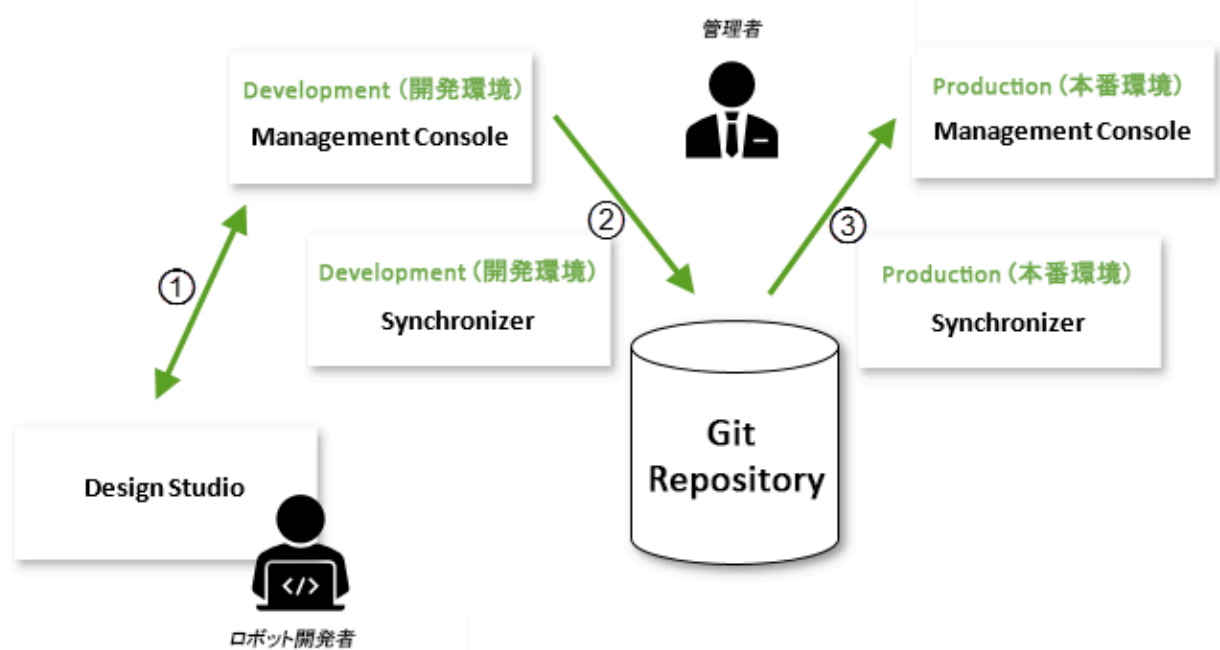 管理者
Development（開発環境）
Management Console
Production（本番環境）
Management Console
②
③
Development（開発環境）
Synchronizer
Production（本番環境）
Synchronizer
①
Git
Repository
Design Studio
</>
ロボット開発者